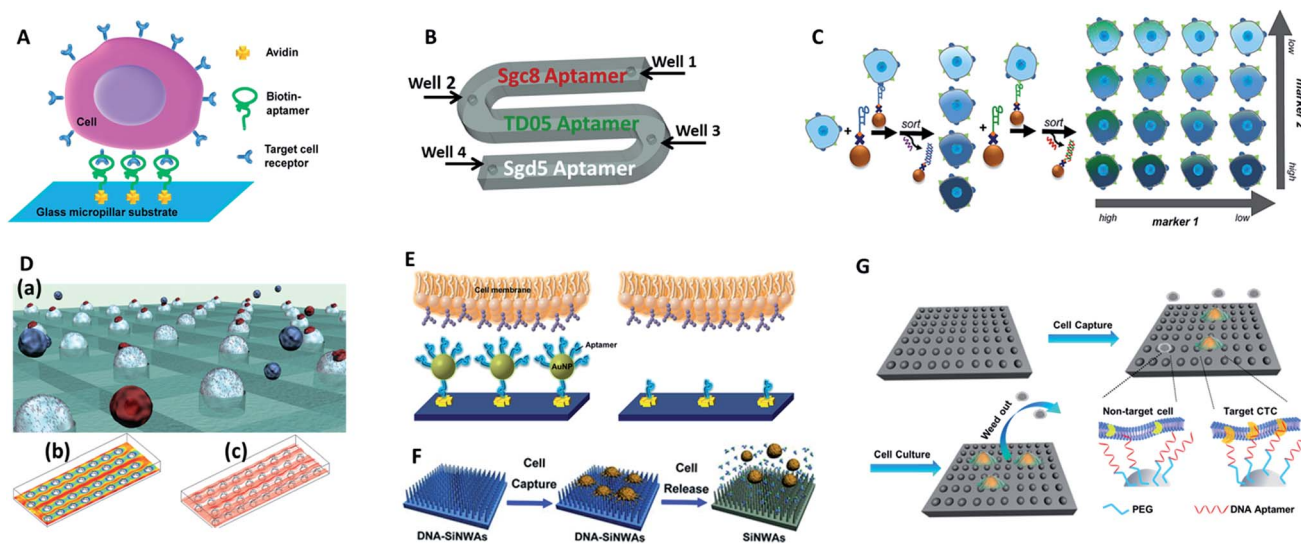 A
Avidin
Biotin-
aptamer
Target cell
receptor
Cell
Glass micropillar substrate
B
Sgc8 Aptamer
Well 1
Well 2
TD05 Aptamer
Well 3
Well 4
Sgd5 Aptamer
C
+
sort
+
sort
low
marker 2
high
high
marker 1
low
D
(a)
(b)
(c)
E
Cell membrane
Aptamer
AuNP
F
Cell
Capture
Cell
Release
DNA-SiNWAs
DNA-SiNWAs
SiNWAs
G
Cell Capture
Weed out
Cell Culture
Non-target cell
Target CTC
PEG
DNA Aptamer